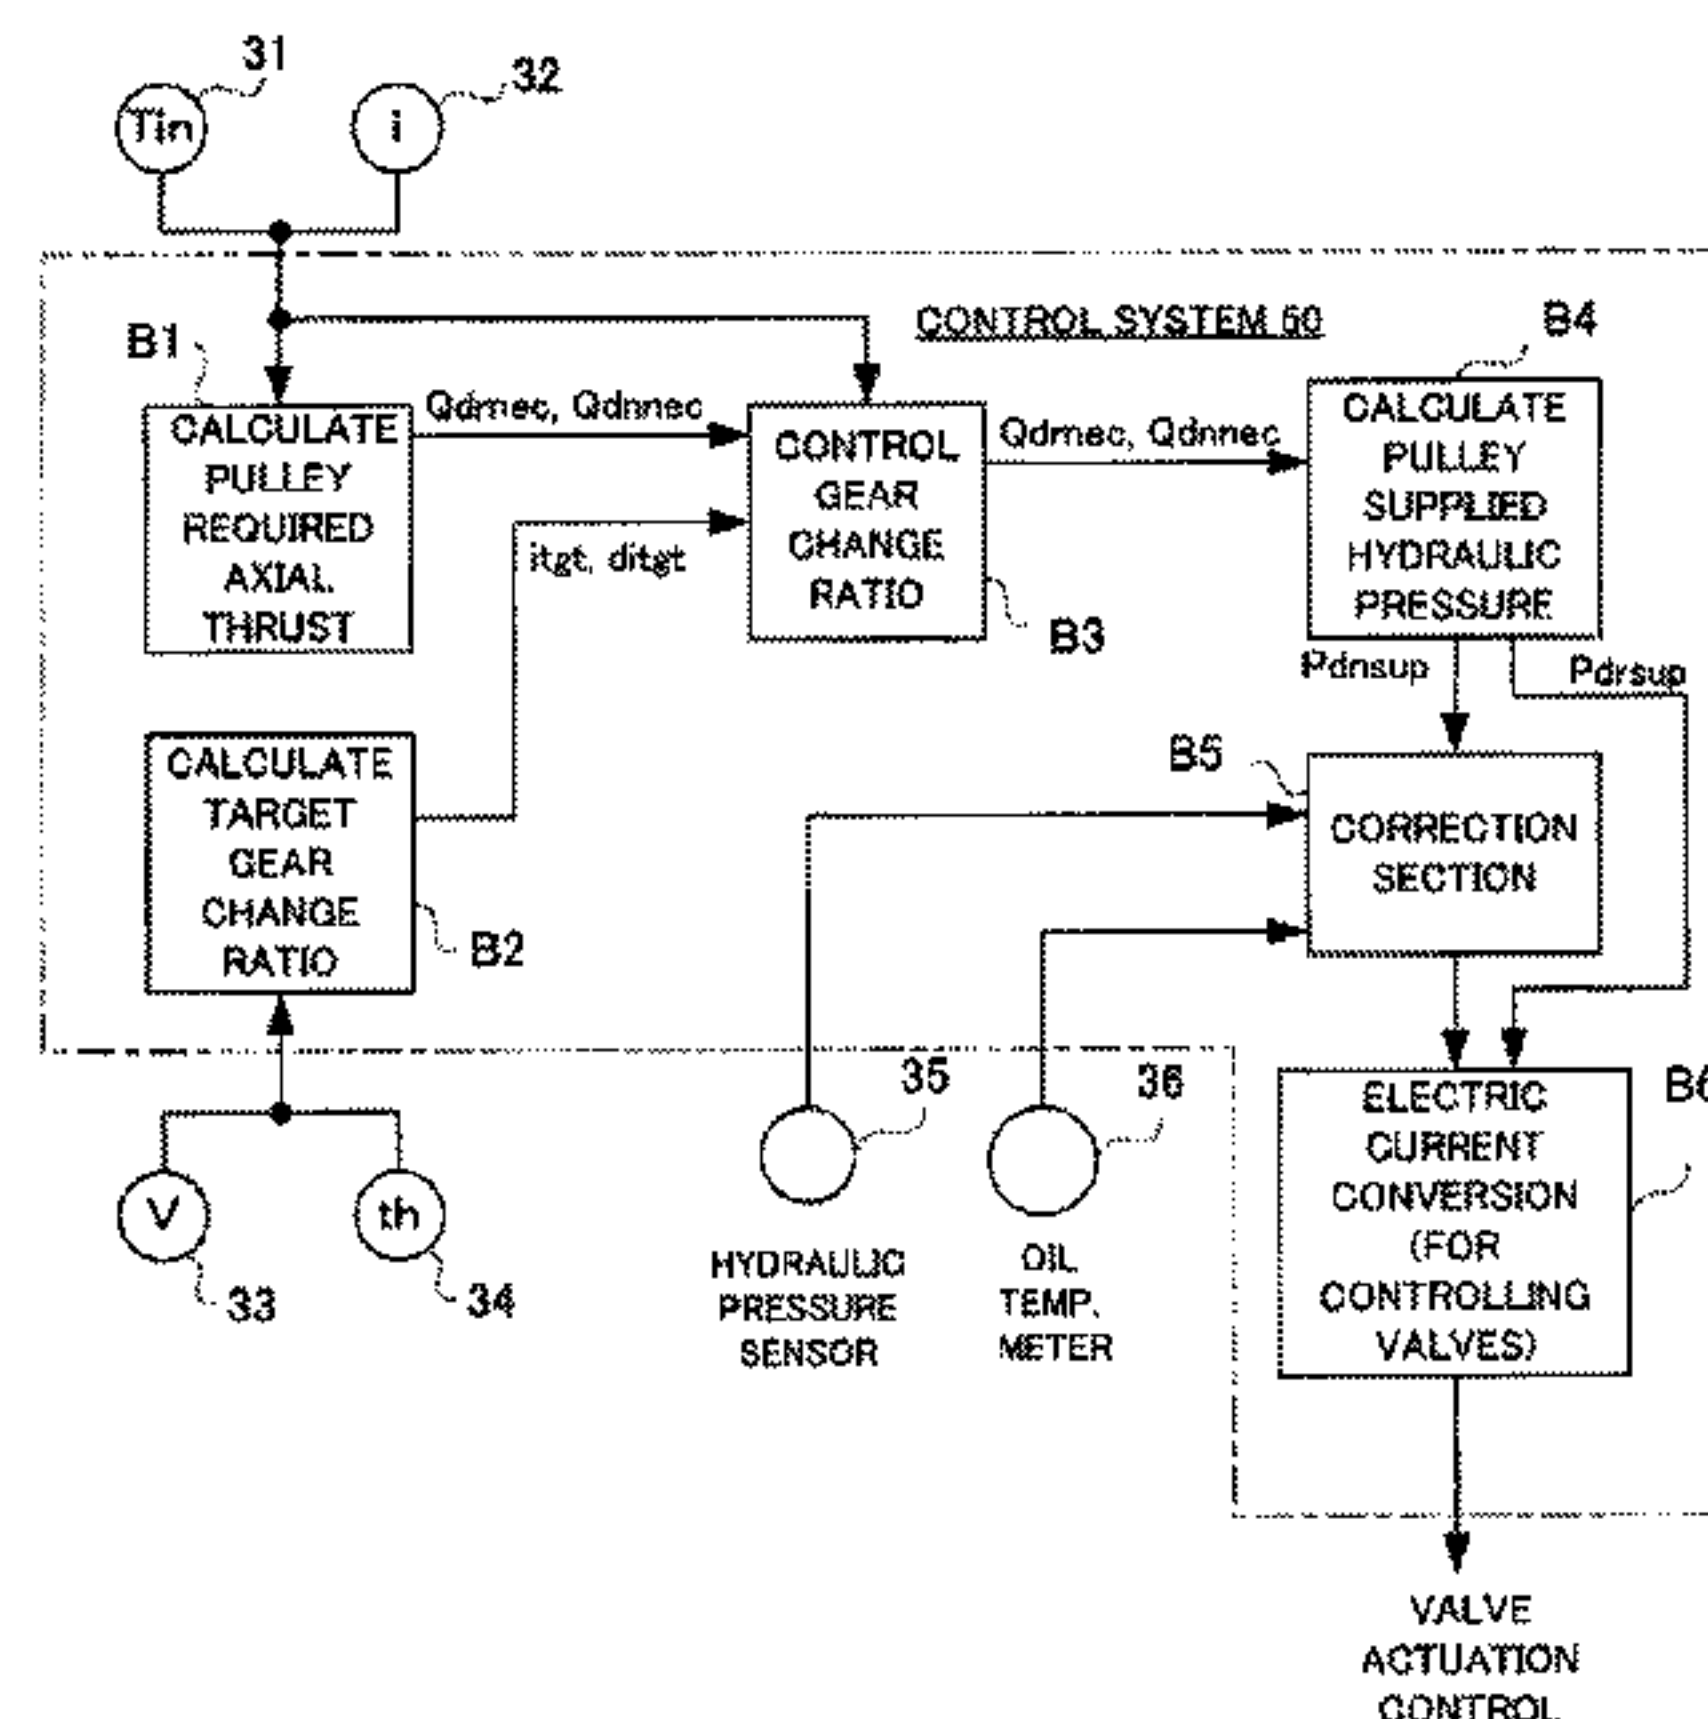 31
32
Tin
i
CONTROL SYSTEM 50
B1
B4
CALCULATE
PULLEY
REQUIRED
AXIAL
THRUST
Qdrnec, Qdnnec
CONTROL
GEAR
CHANGE
RATIO
B3
Qdrnec, Qdnnec
CALCULATE
PULLEY
SUPPLIED
HYDRAULIC
PRESSURE
itgt, ditgt
Pdnsup
Pdrsup
CALCULATE
TARGET
GEAR
CHANGE
RATIO
B2
B5
CORRECTION
SECTION
35
36
B6
V
th
33
34
HYDRAULIC
PRESSURE
SENSOR
OIL
TEMP.
METER
ELECTRIC
CURRENT
CONVERSION
(FOR
CONTROLLING
VALVES)
VALVE
ACTUATION
CONTROL